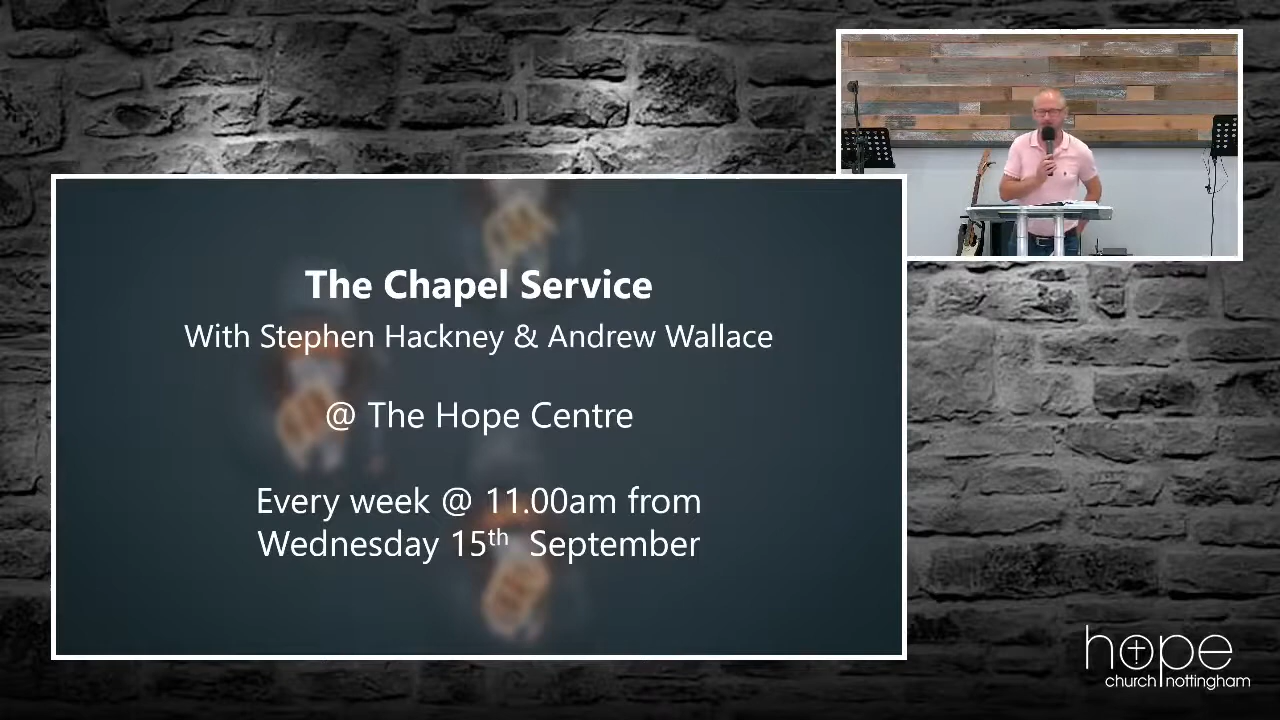 The Chapel Service
With Stephen Hackney & Andrew Wallace
@ The Hope Centre
Every week @ 11.00am from
Wednesday 15th September
hope
church nottingham